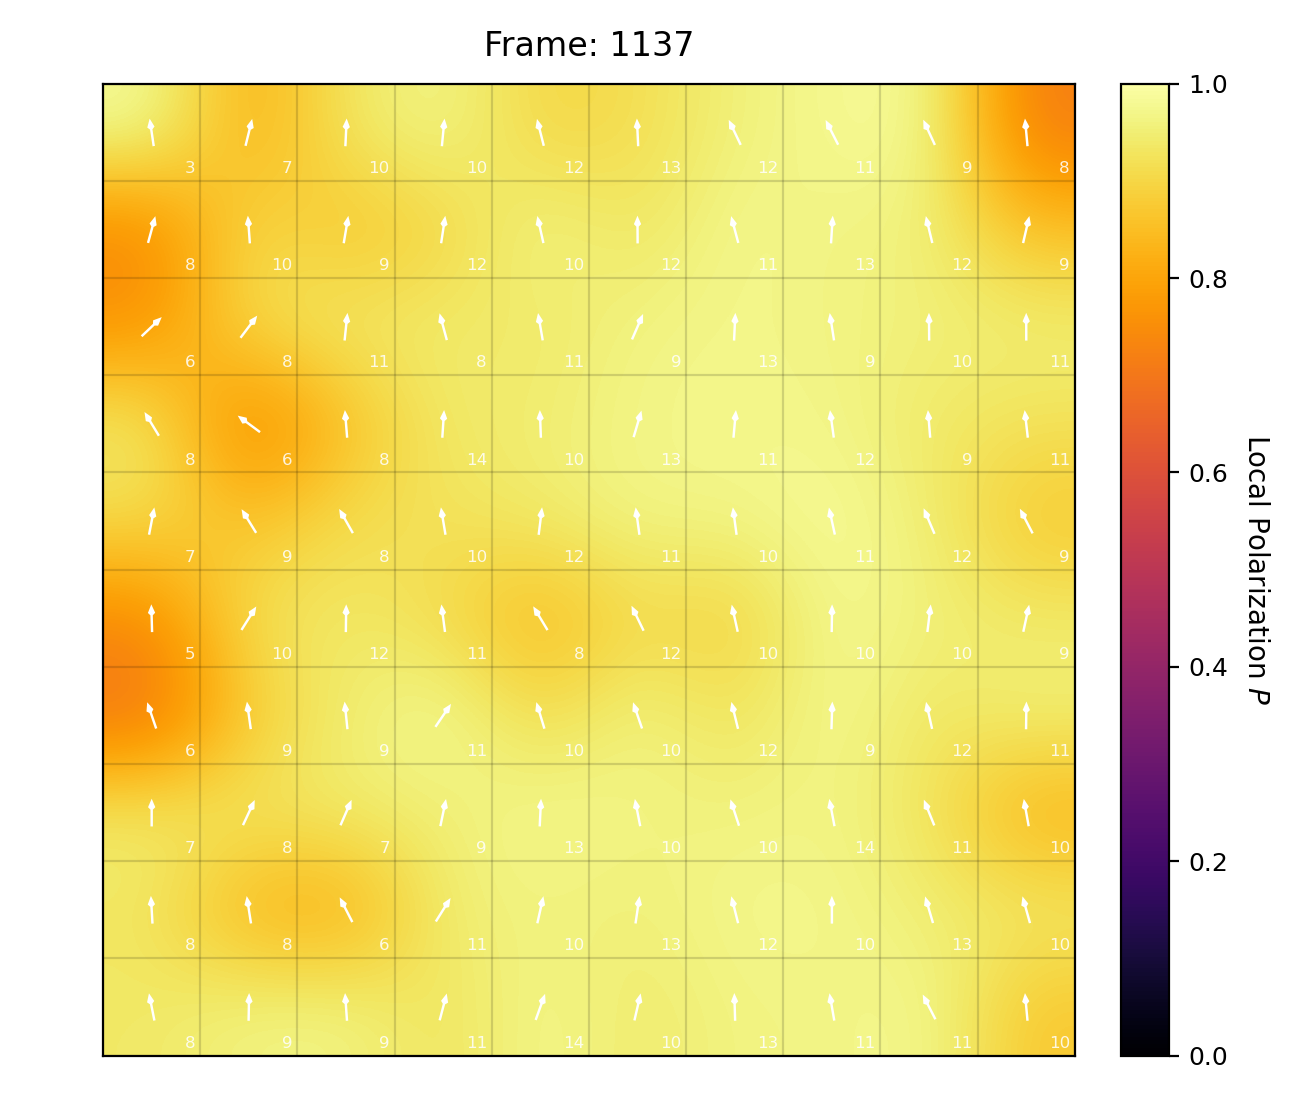 Frame: 1137
3 7 10 10 12 13 12 11 9 8
8 10 9 12 10 12 11 13 12 9
6 8 11 8 11 9 13 9 10 11
8 6 8 14 10 13 11 12 9 11
7 9 8 10 12 11 10 11 12 9
5 10 12 11 8 12 10 10 10 9
6 9 9 11 10 10 12 9 12 11
7 8 7 9 13 10 10 14 11 10
8 8 6 11 10 13 12 10 13 10
8 9 9 11 14 10 13 11 11 10
1.0
0.8
0.6
0.4
0.2
0.0
Local Polarization P